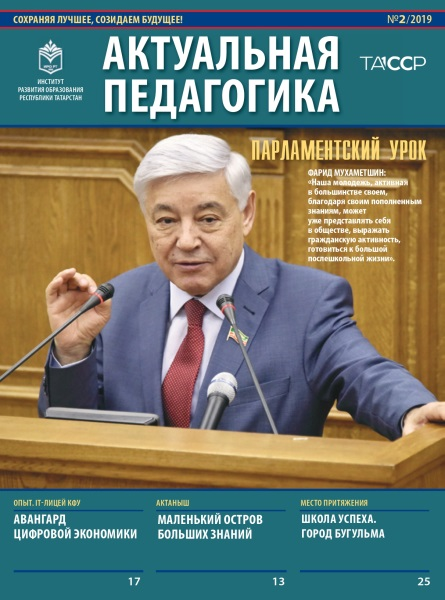 СОХРАНЯЯ ЛУЧШЕЕ, СОЗИДАЕМ БУДУЩЕЕ!
№2/2019
ИНСТИТУТ
РАЗВИТИЯ ОБРАЗОВАНИЯ
РЕСПУБЛИКИ ТАТАРСТАН
АКТУАЛЬНАЯ
ПЕДАГОГИКА
ТАССР
ПАРЛАМЕНТСКИЙ УРОК
ФАРИД МУХАМЕТШИН:
«Наша молодежь, активная
в большинстве своем,
благодаря своим пополненным
знаниям, может
уже представлять себя
в обществе, выражать
гражданскую активность,
готовиться к большой
послешкольной жизни».
ОПЫТ. IT-ЛИЦЕЙ КФУ
АВАНГАРД
ЦИФРОВОЙ ЭКОНОМИКИ
17
АКТАНЫШ
МАЛЕНЬКИЙ ОСТРОВ
БОЛЬШИХ ЗНАНИЙ
13
МЕСТО ПРИТЯЖЕНИЯ
ШКОЛА УСПЕХА.
ГОРОД БУГУЛЬМА
25